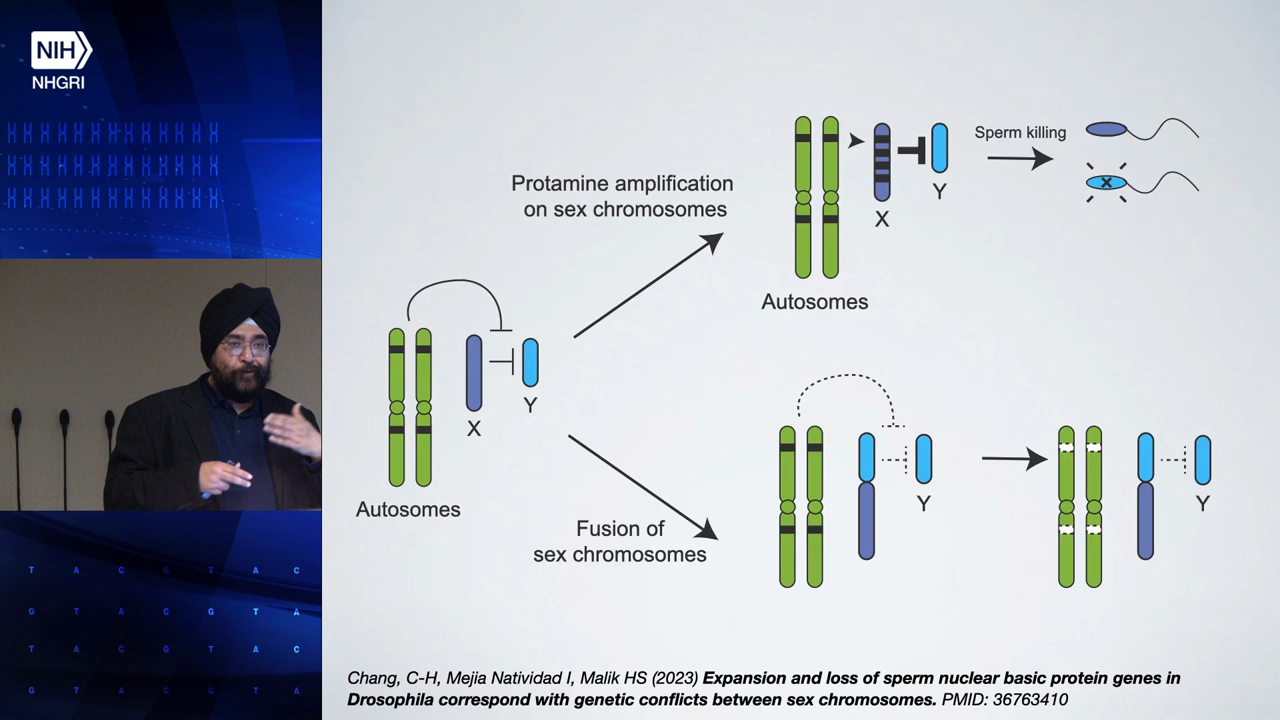 NIH
NHGRI
Protamine amplification
on sex chromosomes
Autosomes
X
Y
Sperm killing
X
Autosomes
X
Y
Fusion of
sex chromosomes
Y
Y
T A C G T A C
G T A C G T A
T A C G T A C
G T A C G T A
Chang, C-H, Mejia Natividad I, Malik HS (2023) Expansion and loss of sperm nuclear basic protein genes in
Drosophila correspond with genetic conflicts between sex chromosomes. PMID: 36763410